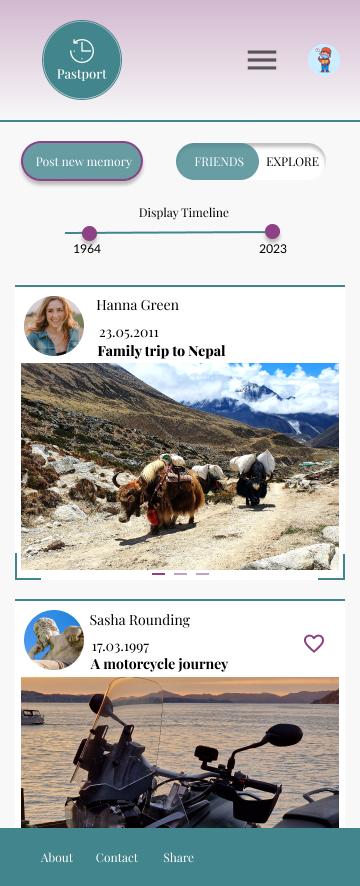 Pastport
Post new memory
FRIENDS EXPLORE
Display Timeline
1964 2023
Hanna Green
23.05.2011
Family trip to Nepal
Sasha Rounding
17.03.1997
A motorcycle journey
About Contact Share